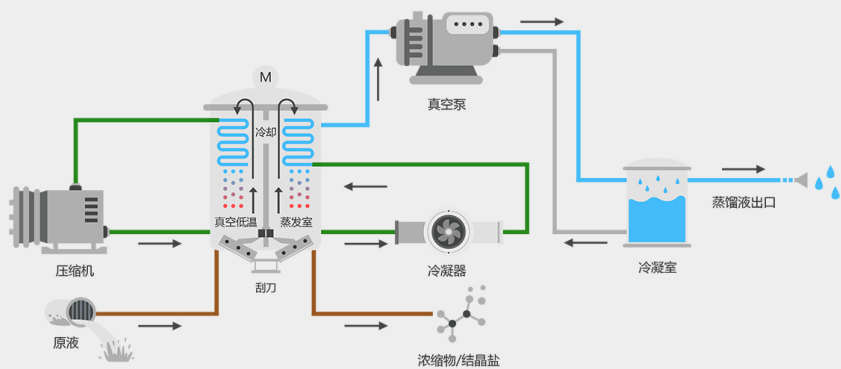 M
真空泵
冷却
蒸馏液出口
真空低温
蒸发室
压缩机
冷凝器
冷凝室
刮刀
原液
浓缩物/结晶盐